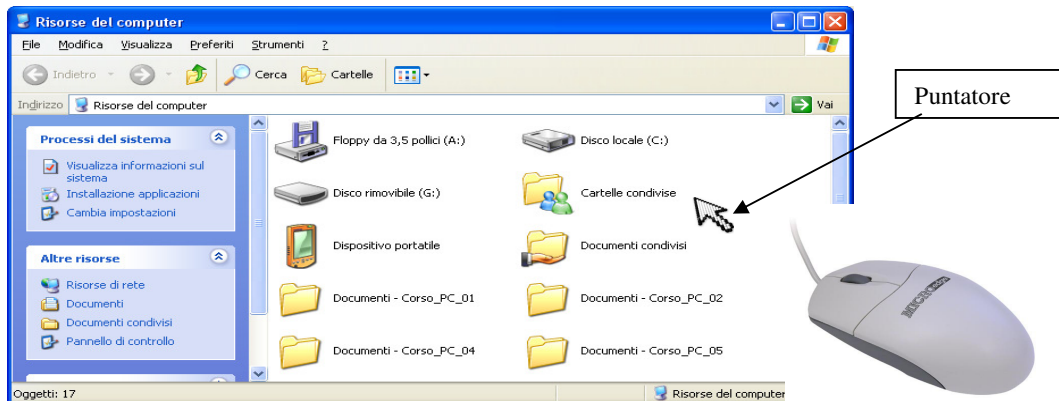 Risorse del computer
File Modifica Visualizza Preferiti Strumenti ?
Indietro Cerca Cartelle
Indirizzo Risorse del computer Vai
Puntatore
Processi del sistema
Visualizza informazioni sul
sistema
Installazione applicazioni
Cambia impostazioni
Altre risorse
Risorse di rete
Documenti
Documenti condivisi
Pannello di controllo
Floppy da 3,5 pollici (A:)
Disco locale (C:)
Disco rimovibile (G:)
Cartelle condivise
Dispositivo portatile
Documenti condivisi
Documenti - Corso_PC_01
Documenti - Corso_PC_02
Documenti - Corso_PC_04
Documenti - Corso_PC_05
Oggetti: 17
Risorse del computer